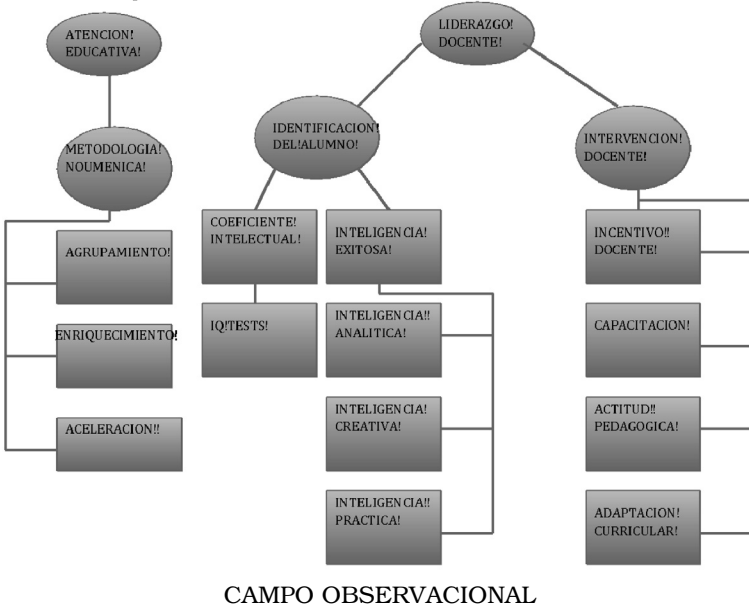 ATENCION!
EDUCATIVA!
LIDERAZGO!
DOCENTE!
METODOLOGIA!
NOUMENICA!
IDENTIFICACION!
DEL!ALUMNO!
INTERVENCION!
DOCENTE!
AGRUPAMIENTO!
ENRIQUECIMIENTO!
ACELERACION!!
COEFICIENTE!
INTELECTUAL!
IQ!TESTS!
INTELIGENCIA!
EXITOSA!
INTELIGENCIA!!
ANALITICA!
INTELIGENCIA!
CREATIVA!
INTELIGENCIA!!
PRACTICA!
INCENTIVO!!
DOCENTE!
CAPACITACION!
ACTITUD!!
PEDAGOGICA!
ADAPTACION!
CURRICULAR!
CAMPO OBSERVACIONAL